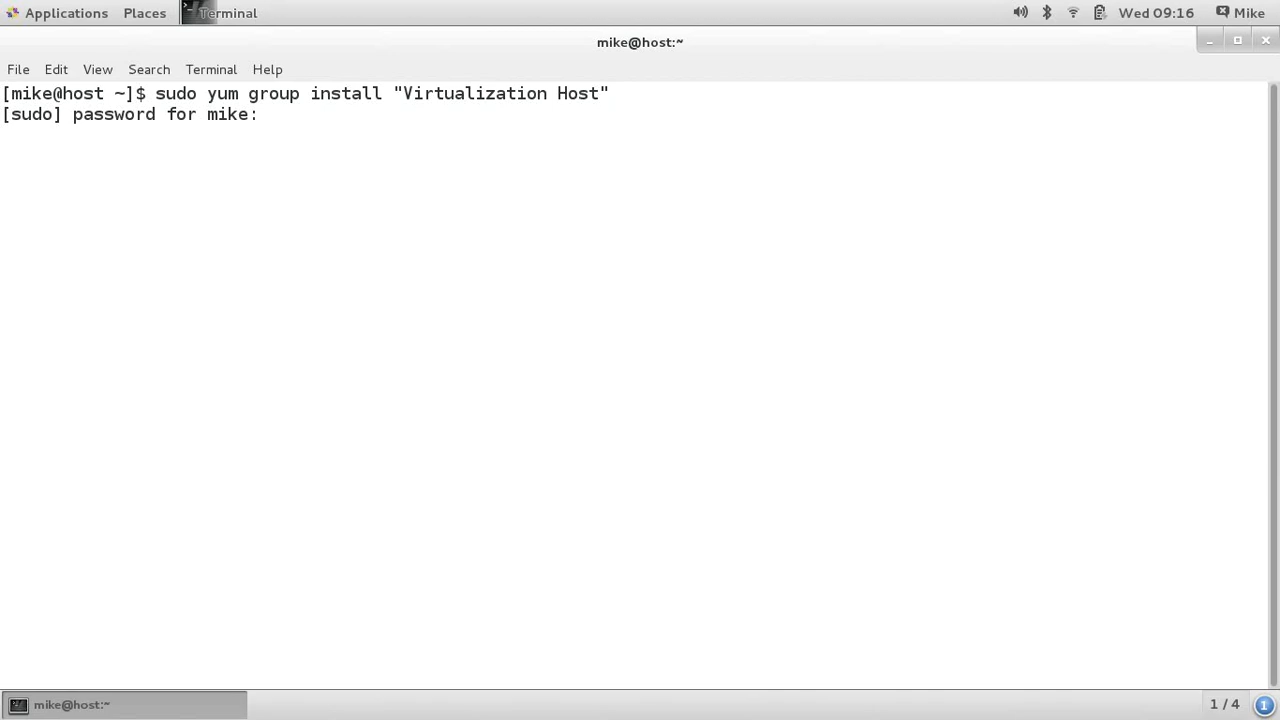 Applications Places Terminal Wed 09:16 Mike
mike@host:~
File Edit View Search Terminal Help
[mike@host ~]$ sudo yum group install "Virtualization Host"
[sudo] password for mike:
mike@host:~ 1 / 4 1